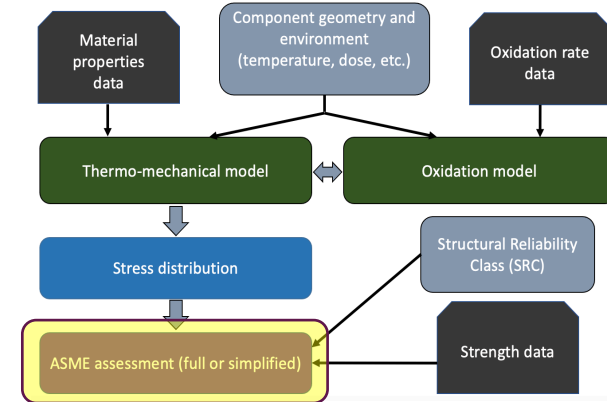 Component geometry and
environment
(temperature, dose, etc.)
Material
properties
data
Oxidation rate
data
Thermo-mechanical model
Oxidation model
Stress distribution
Structural Reliability
Class (SRC)
ASME assessment (full or simplified)
Strength data